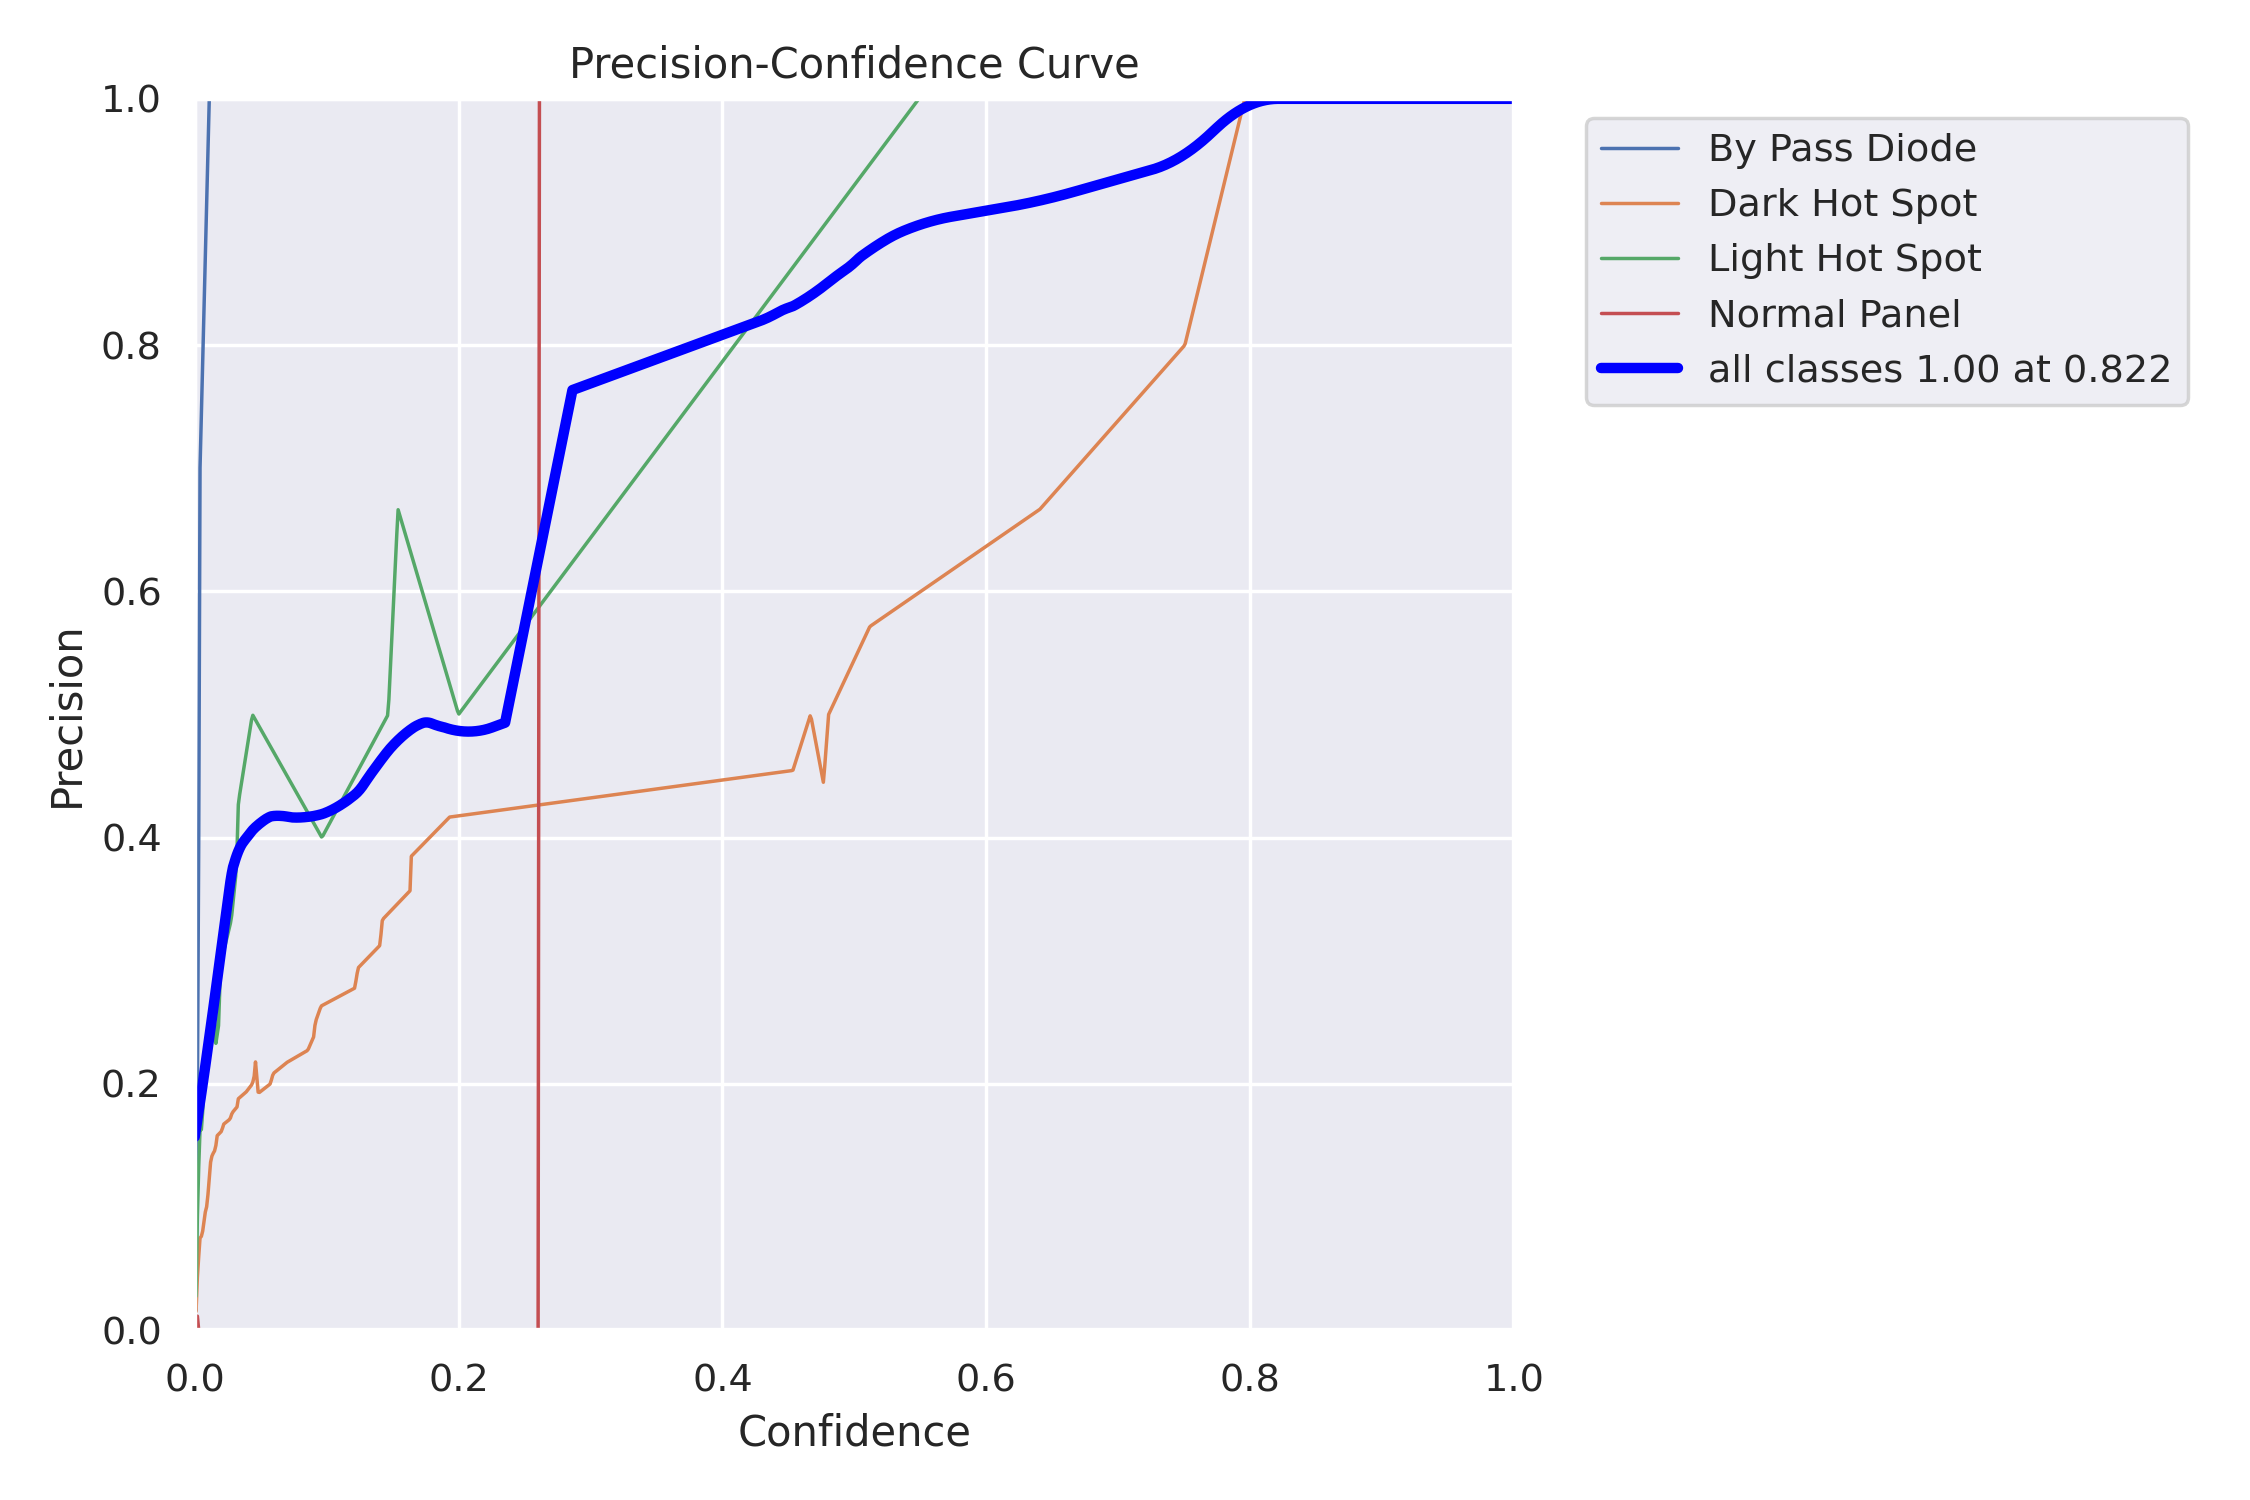 Precision-Confidence Curve
1.0
0.8
0.6
0.4
0.2
0.0
Precision
0.0 0.2 0.4 0.6 0.8 1.0
Confidence
By Pass Diode
Dark Hot Spot
Light Hot Spot
Normal Panel
all classes 1.00 at 0.822